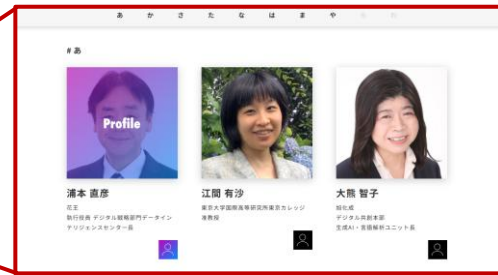 あ か さ た な は ま や ら わ
# あ
Profile
浦本 直彦
花王
執行役員 デジタル戦略部門データイン
テリジェンスセンター長
江間 有沙
東京大学国際高等研究所東京カレッジ
准教授
大熊 智子
旭化成
デジタル共創本部
生成AI・言語解析ユニット長